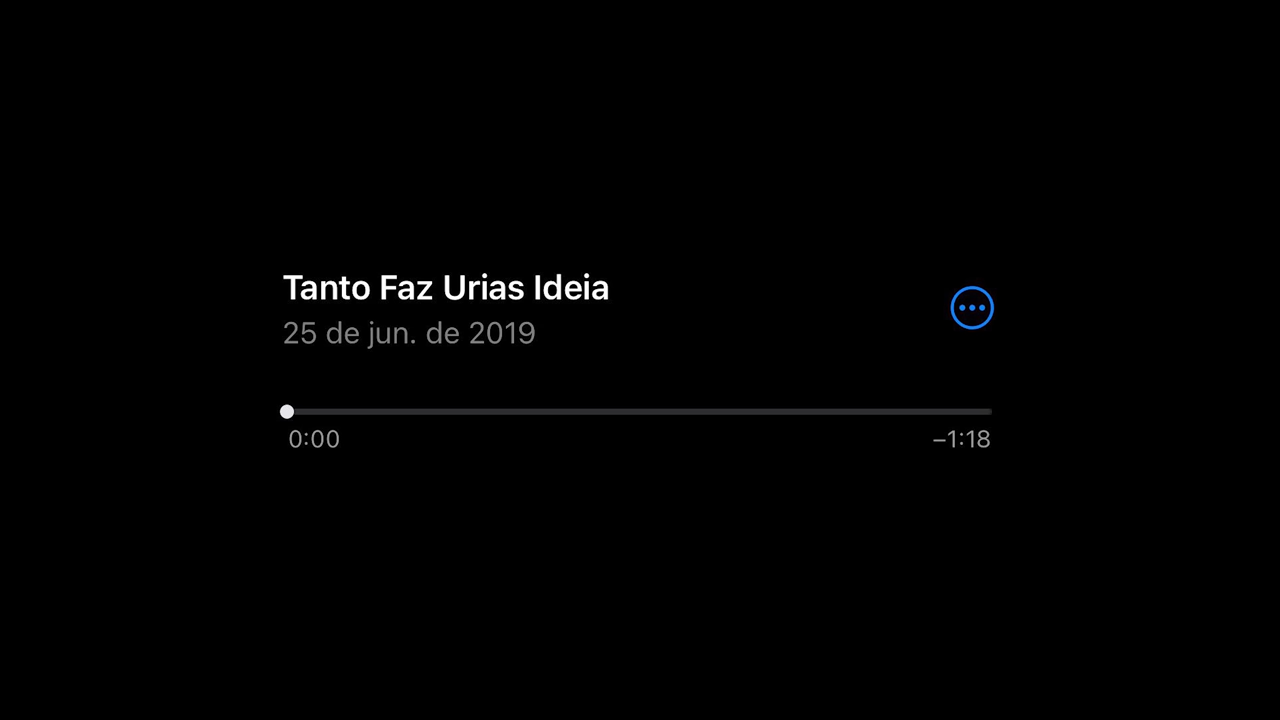 Tanto Faz Urias Ideia
25 de jun. de 2019
0:00
–1:18